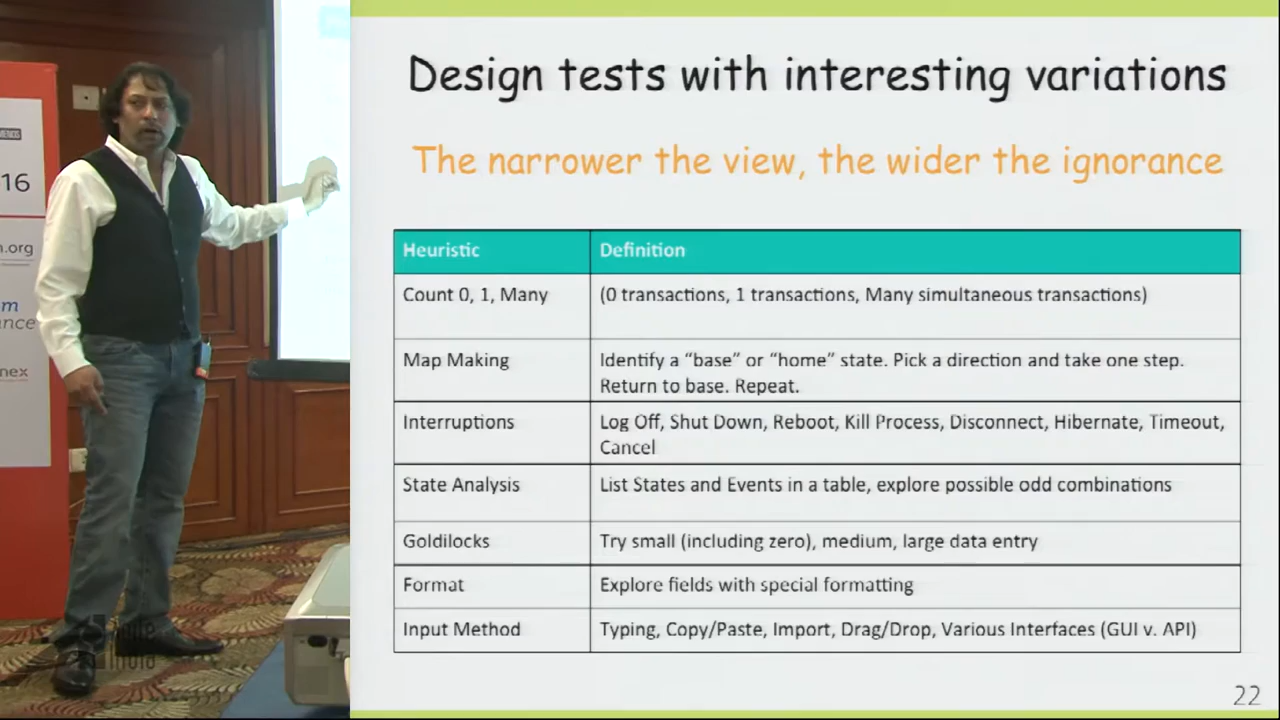 16
n.org
m
nce
nex
Agile
India
Design tests with interesting variations
The narrower the view, the wider the ignorance
Heuristic Definition
Count 0, 1, Many (0 transactions, 1 transactions, Many simultaneous transactions)
Map Making Identify a “base” or “home” state. Pick a direction and take one step.
Return to base. Repeat.
Interruptions Log Off, Shut Down, Reboot, Kill Process, Disconnect, Hibernate, Timeout,
Cancel
State Analysis List States and Events in a table, explore possible odd combinations
Goldilocks Try small (including zero), medium, large data entry
Format Explore fields with special formatting
Input Method Typing, Copy/Paste, Import, Drag/Drop, Various Interfaces (GUI v. API)
22